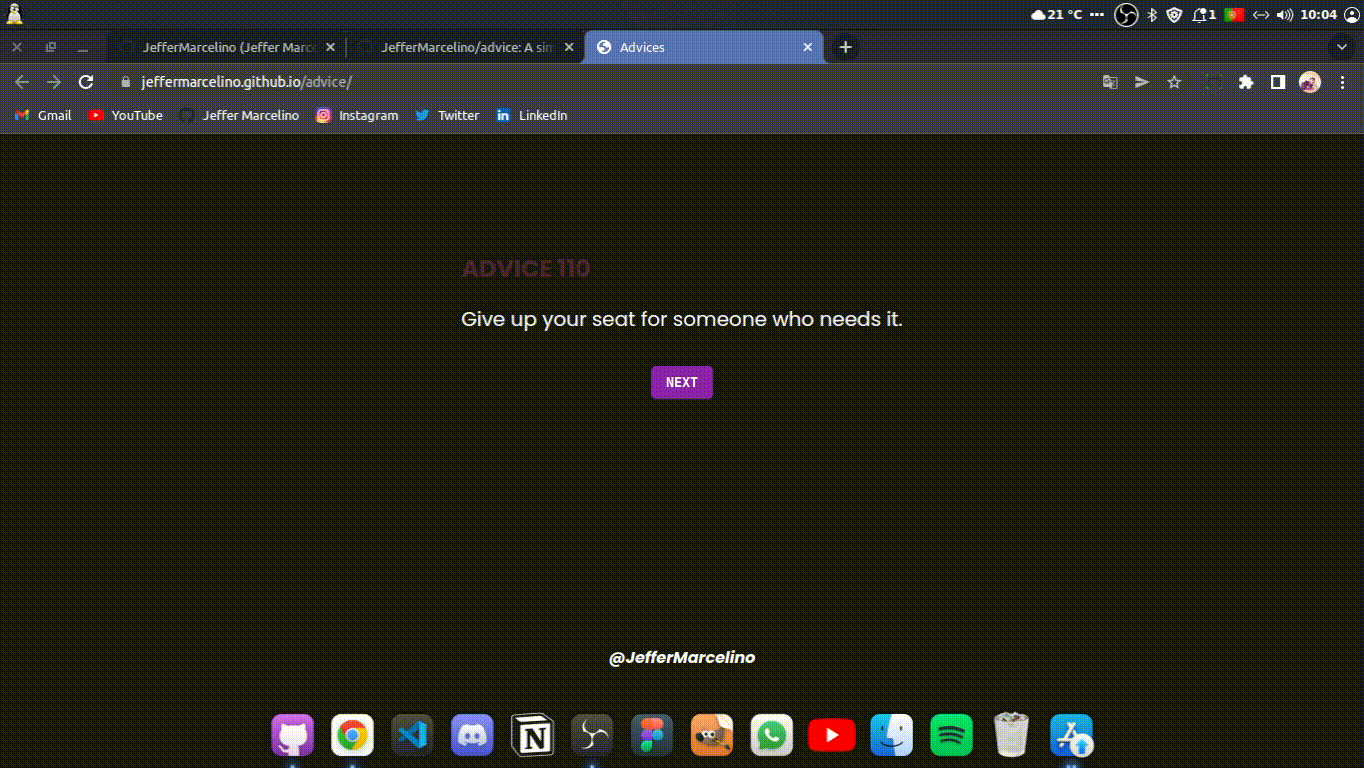 21 °C 1 10:04
JefferMarcelino (Jeffer Marc
JefferMarcelino/advice: A sim
Advices
jeffermarcelino.github.io/advice/
Gmail YouTube Jeffer Marcelino Instagram Twitter LinkedIn
ADVICE 110
Give up your seat for someone who needs it.
NEXT
@JefferMarcelino